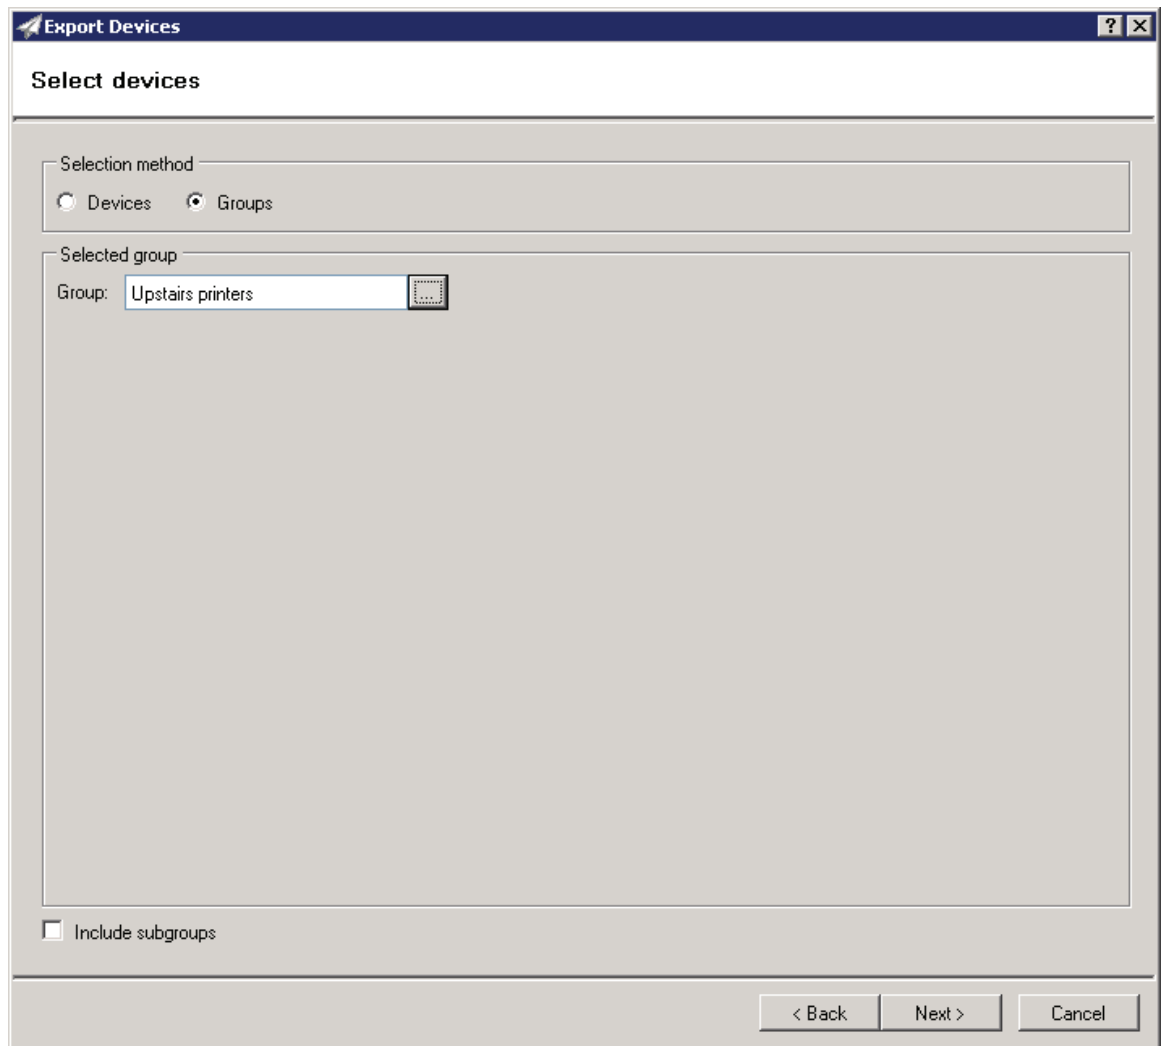 Export Devices
Select devices
Selection method
Devices Groups
Selected group
Group: Upstairs printers ...
Include subgroups
< Back Next > Cancel